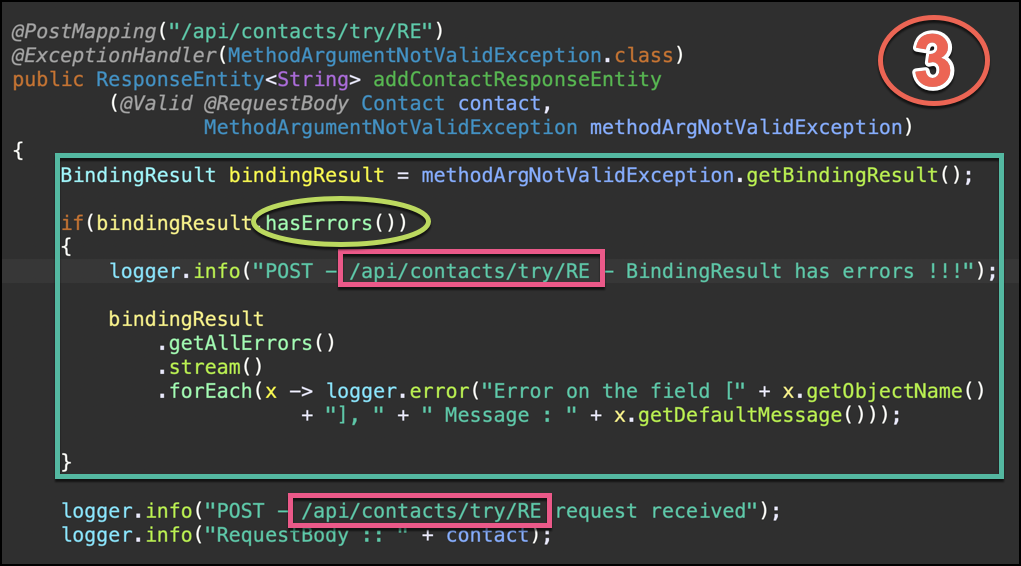 @PostMapping("/api/contacts/try/RE")
@ExceptionHandler(MethodArgumentNotValidException.class)
public ResponseEntity<String> addContactResponseEntity
(@Valid @RequestBody Contact contact,
MethodArgumentNotValidException methodArgNotValidException)
{
BindingResult bindingResult = methodArgNotValidException.getBindingResult();
if(bindingResult.hasErrors())
{
logger.info("POST - /api/contacts/try/RE - BindingResult has errors !!!");
bindingResult
.getAllErrors()
.stream()
.forEach(x -> logger.error("Error on the field [" + x.getObjectName()
+ "], " + " Message : " + x.getDefaultMessage()));
}
logger.info("POST - /api/contacts/try/RE request received");
logger.info("RequestBody :: " + contact);
3